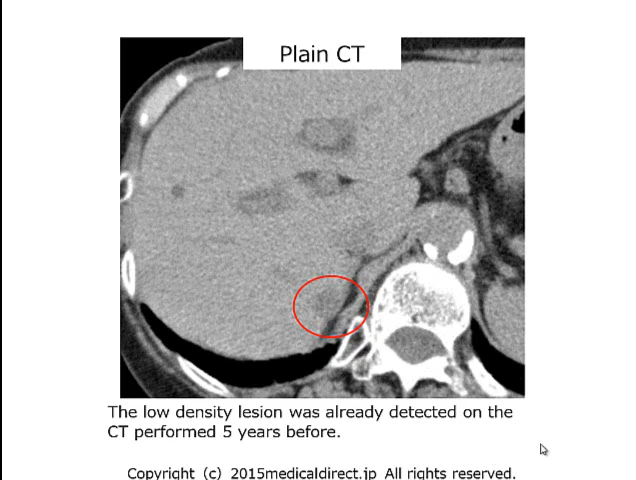 Plain CT
The low density lesion was already detected on the
CT performed 5 years before.
Copyright (c) 2015medicaldirect.jp All rights reserved.